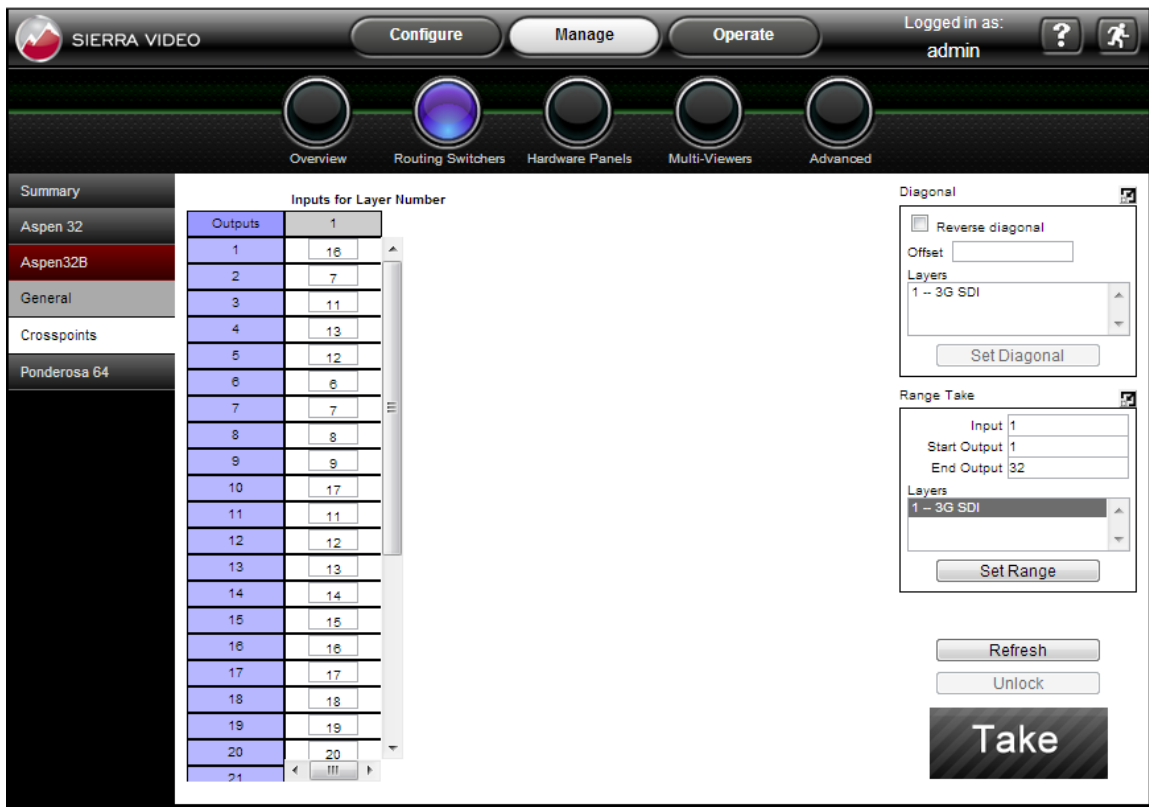 SIERRA VIDEO
Configure
Manage
Operate
Logged in as:
admin
?
Overview
Routing Switchers
Hardware Panels
Multi-Viewers
Advanced
Summary
Aspen 32
Aspen32B
General
Crosspoints
Ponderosa 64
Inputs for Layer Number
Outputs 1
1 16
2 7
3 11
4 13
5 12
6 6
7 7
8 8
9 9
10 17
11 11
12 12
13 13
14 14
15 15
16 16
17 17
18 18
19 19
20 20
21
Diagonal
Reverse diagonal
Offset
Layers
1 -- 3G SDI
Set Diagonal
Range Take
Input 1
Start Output 1
End Output 32
Layers
1 -- 3G SDI
Set Range
Refresh
Unlock
Take